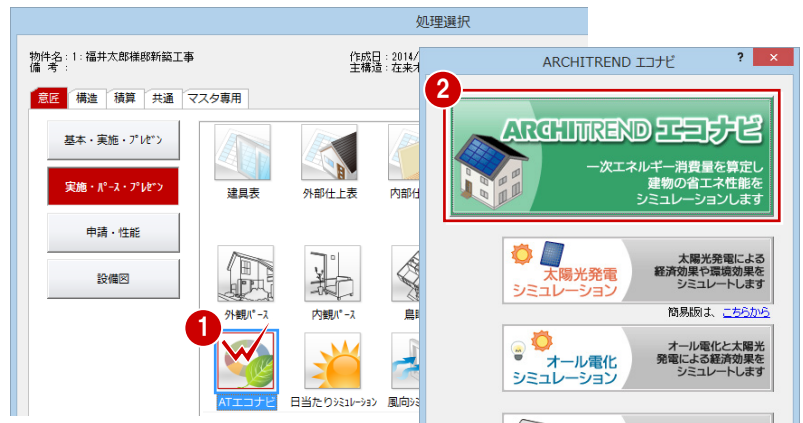 処理選択
物件名：1：福井太郎様邸新築工事
備　考　：
作成日：2014/
主構造：在来木
意匠　構造　積算　共通　マスタ専用
基本・実施・プレゼン
実施・パース・プレゼン
申請・性能
設備図
建具表　外部仕上表　内部仕
外観パース　内観パース　鳥瞰
1
ATエコナビ　日当たりシミュレーション　風向シミ
ARCHITREND エコナビ
?　×
2
ARCHITREND エコナビ
一次エネルギー消費量を算定し
建物の省エネ性能を
シミュレーションします
太陽光発電
シミュレーション
太陽光発電による
経済効果や環境効果を
シミュレートします
簡易版は、こちらから
オール電化
シミュレーション
オール電化と太陽光
発電による経済効果を
シミュレートします